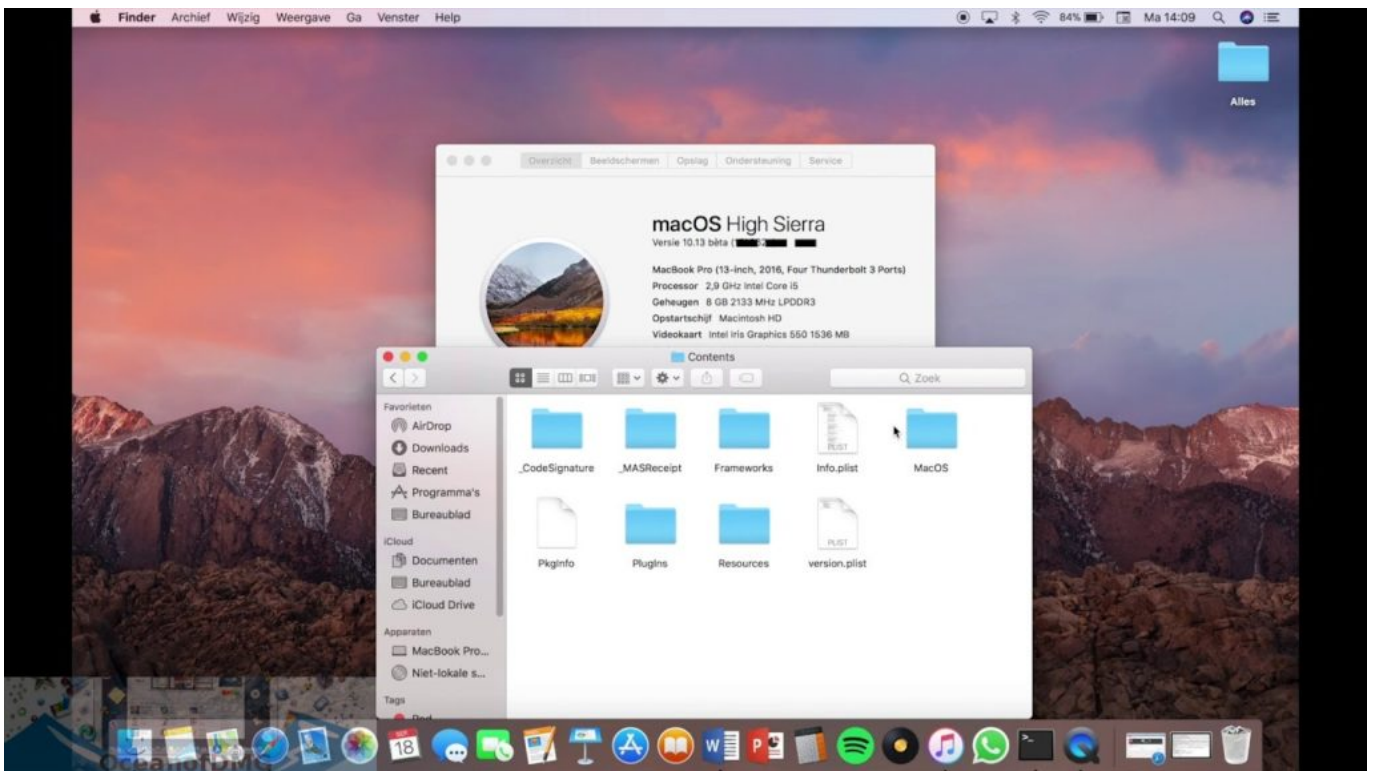 Finder Archief Wijzig Weergave Ga Venster Help 84% Ma 14:09
Alles
Overzicht Beeldschermen Opslag Ondersteuning Service
macOS High Sierra
Versie 10.13 bèta (
MacBook Pro (13-inch, 2016, Four Thunderbolt 3 Ports)
Processor 2,9 GHz Intel Core i5
Geheugen 8 GB 2133 MHz LPDDR3
Opstartschijf Macintosh HD
Videokaart Intel Iris Graphics 550 1536 MB
Contents
Zoek
Favorieten
AirDrop
Downloads
Recent
Programma's
Bureaublad
iCloud
Documenten
Bureaublad
iCloud Drive
Apparaten
MacBook Pro...
Niet-lokale s...
Tags
PLIST
_CodeSignature _MASReceipt Frameworks Info.plist MacOS
PLIST
PkgInfo PlugIns Resources version.plist
SEP
18
W P
OceanofDMG